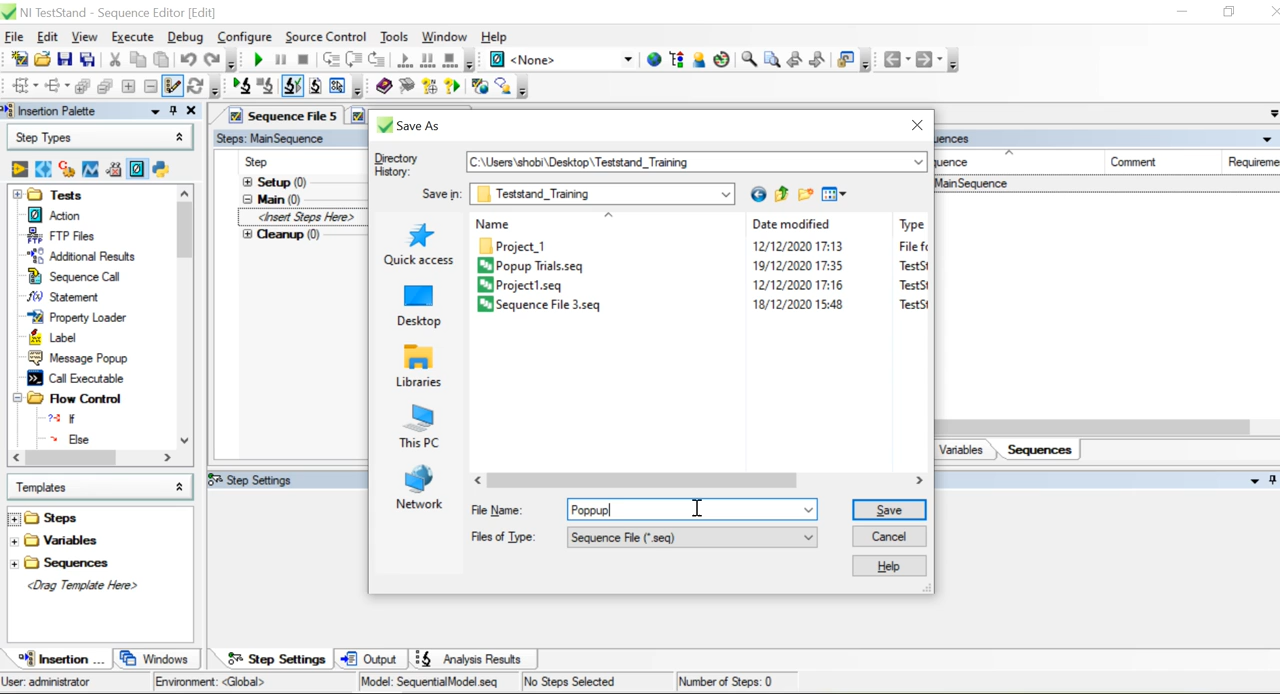 NI TestStand - Sequence Editor [Edit]
File Edit View Execute Debug Configure Source Control Tools Window Help
<None>
Insertion Palette
Step Types
Tests
Action
FTP Files
Additional Results
Sequence Call
Statement
Property Loader
Label
Message Popup
Call Executable
Flow Control
If
Else
Templates
Steps
Variables
Sequences
<Drag Template Here>
Insertion ... Windows
Sequence File 5
Steps: MainSequence
Step
Setup (0)
Main (0)
<Insert Steps Here>
Cleanup (0)
Save As
Directory History: C:\Users\shobi\Desktop\Teststand_Training
Save in: Teststand_Training
Quick access
Desktop
Libraries
This PC
Network
Name Date modified Type
Project_1 12/12/2020 17:13 File fo
Popup Trials.seq 19/12/2020 17:35 TestSt
Project1.seq 12/12/2020 17:16 TestSt
Sequence File 3.seq 18/12/2020 15:48 TestSt
File Name: Poppup Save
Files of Type: Sequence File (*.seq) Cancel
Help
ences
quence Comment Requireme
MainSequence
Variables Sequences
Step Settings
Step Settings Output Analysis Results
User: administrator Environment: <Global> Model: SequentialModel.seq No Steps Selected Number of Steps: 0